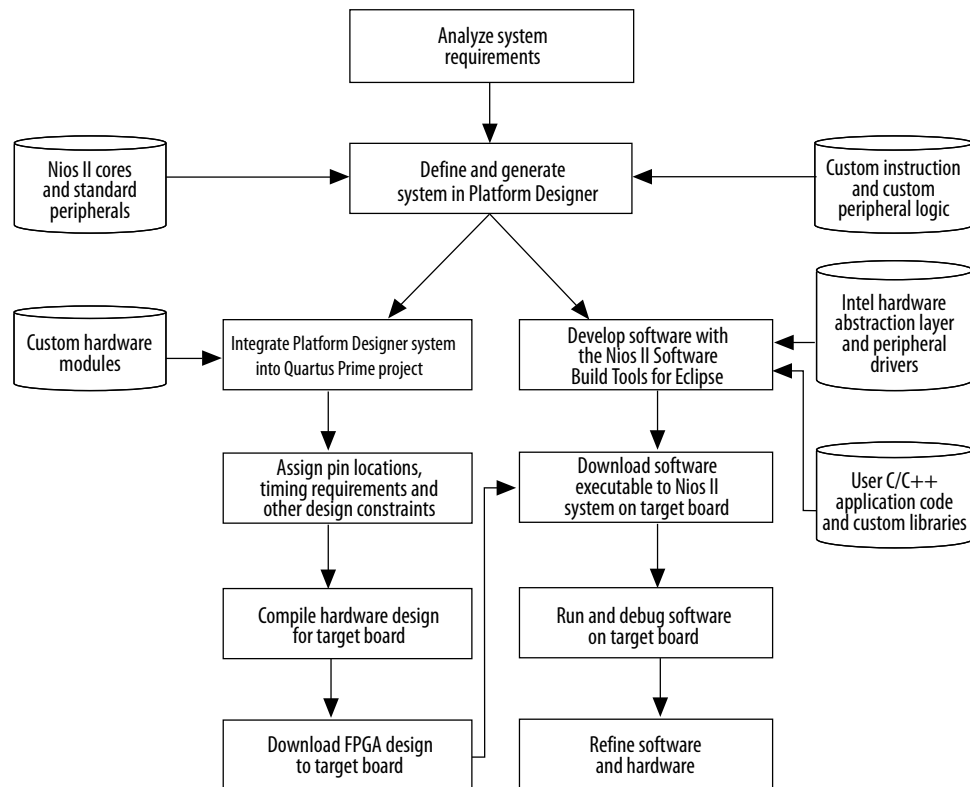 Analyze system
requirements
Nios II cores
and standard
peripherals
Define and generate
system in Platform Designer
Custom instruction
and custom
peripheral logic
Custom hardware
modules
Integrate Platform Designer system
into Quartus Prime project
Develop software with
the Nios II Software
Build Tools for Eclipse
Intel hardware
abstraction layer
and peripheral
drivers
Assign pin locations,
timing requirements and
other design constraints
Download software
executable to Nios II
system on target board
User C/C++
application code
and custom libraries
Compile hardware design
for target board
Run and debug software
on target board
Download FPGA design
to target board
Refine software
and hardware